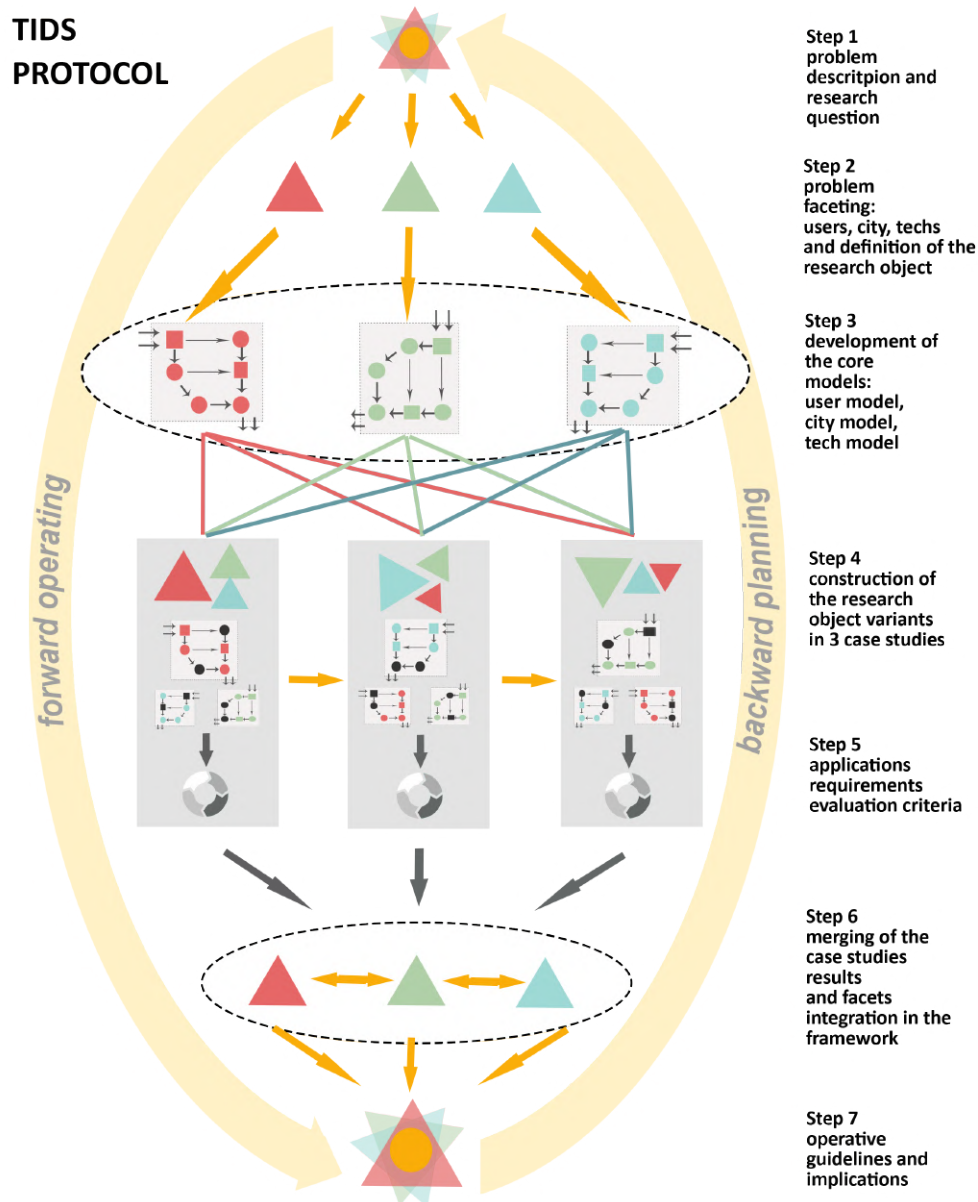 TIDS
PROTOCOL
Step 1
problem
descritpion and
research
question
Step 2
problem
faceting:
users, city, techs
and definition of the
research object
Step 3
development of
the core
models:
user model,
city model,
tech model
forward operating
backward planning
Step 4
construction of
the research
object variants
in 3 case studies
Step 5
applications
requirements
evaluation criteria
Step 6
merging of the
case studies
results
and facets
integration in the
framework
Step 7
operative
guidelines and
implications